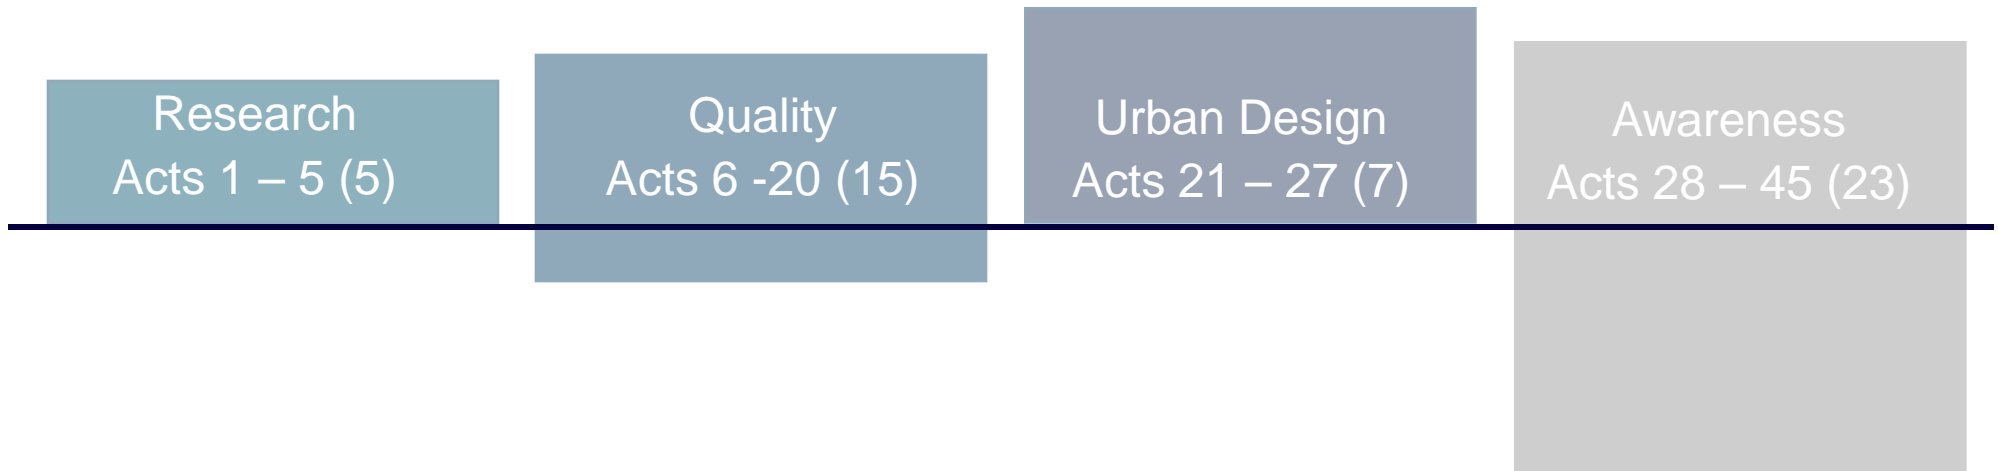 Research
Acts 1 – 5 (5)
Quality
Acts 6 -20 (15)
Urban Design
Acts 21 – 27 (7)
Awareness
Acts 28 – 45 (23)